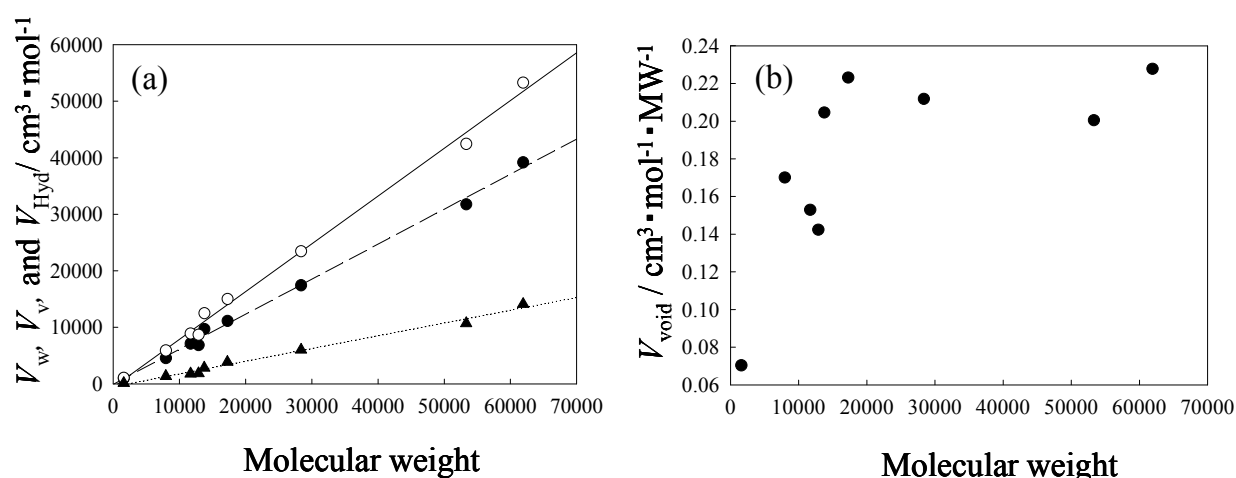 V_w, V_v, and V_Hyd / cm³・mol⁻¹
(a)
60000
50000
40000
30000
20000
10000
0
0 10000 20000 30000 40000 50000 60000 70000
Molecular weight
V_void / cm³・mol⁻¹・MW⁻¹
(b)
0.24
0.22
0.20
0.18
0.16
0.14
0.12
0.10
0.08
0.06
0 10000 20000 30000 40000 50000 60000 70000
Molecular weight